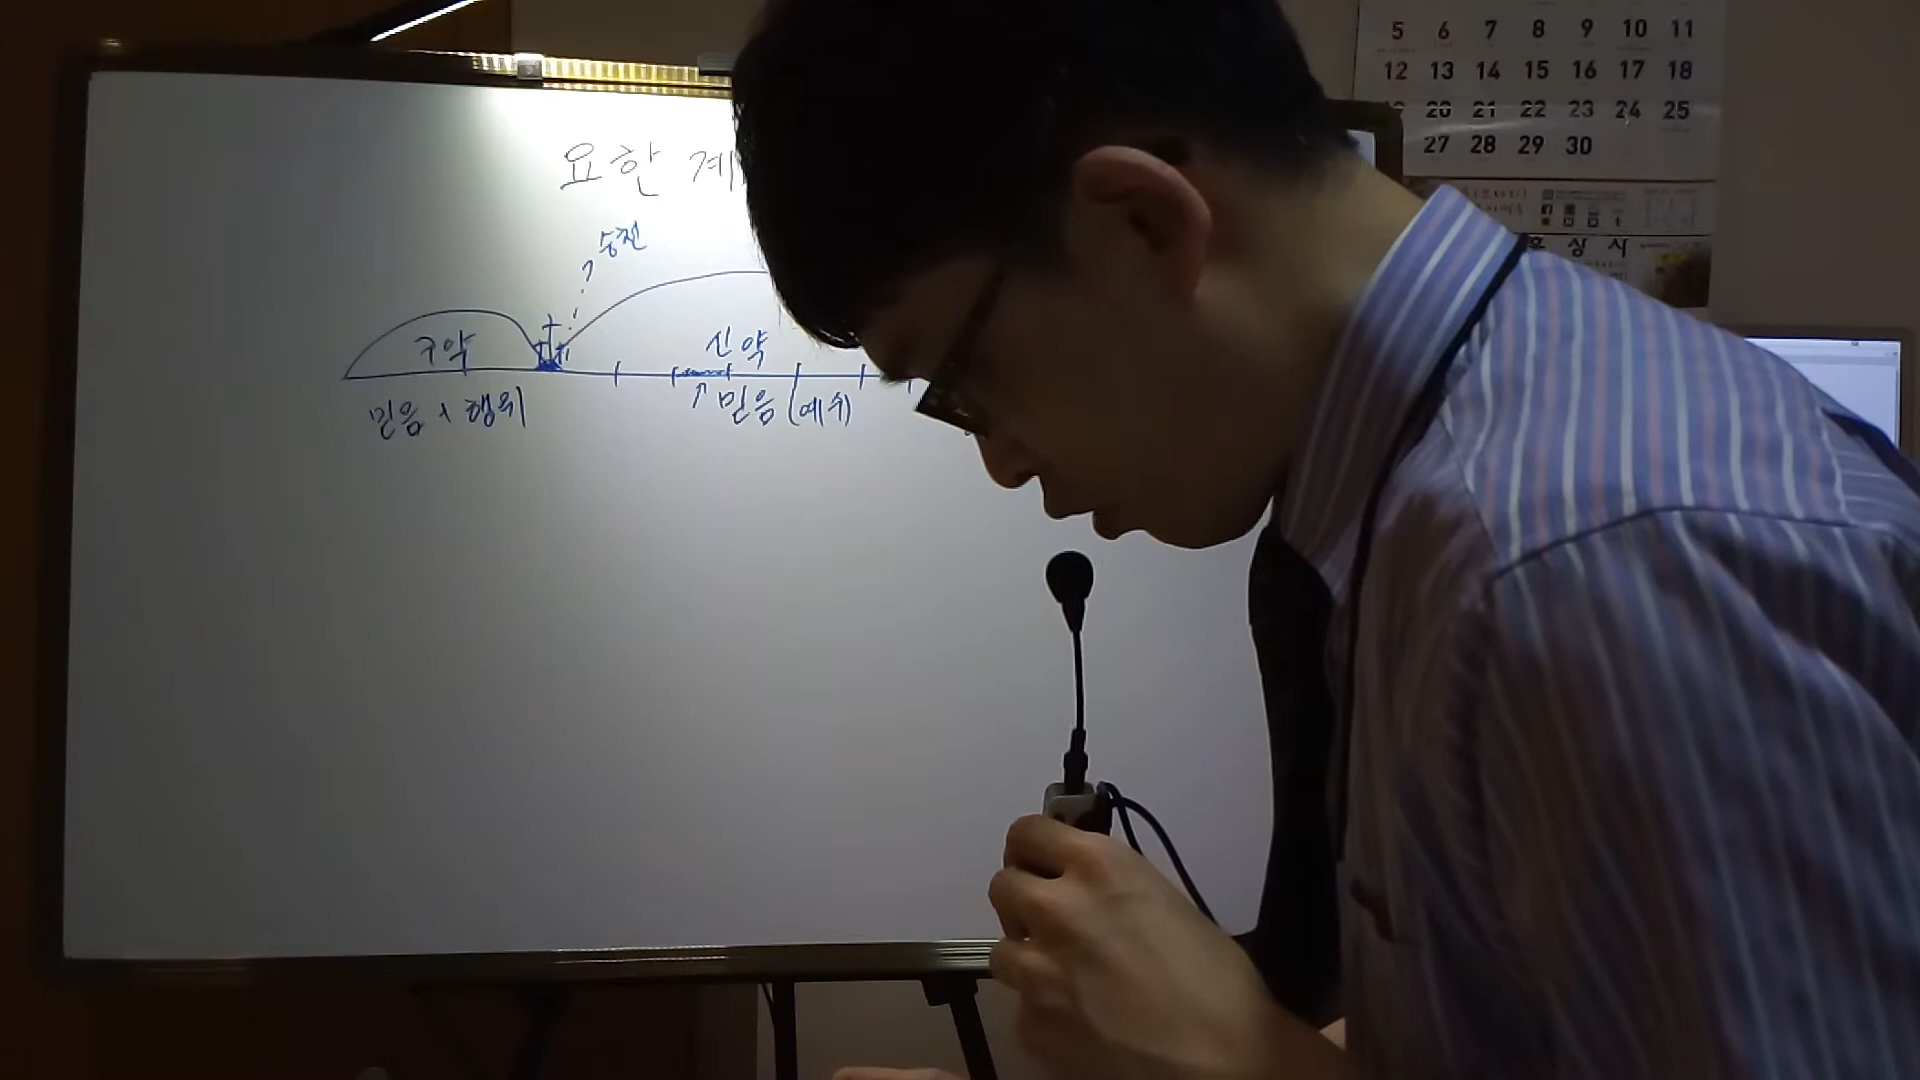 요한 계
승천
구약
신약
믿음 + 행위
↑ 믿음 (예수)
5 6 7 8 9 10 11
12 13 14 15 16 17 18
20 21 22 23 24 25
27 28 29 30
상 사